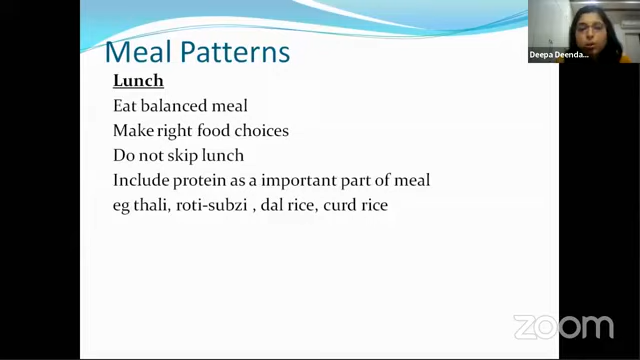 Meal Patterns
Lunch
Eat balanced meal
Make right food choices
Do not skip lunch
Include protein as a important part of meal
eg thali, roti-subzi , dal rice, curd rice
Deepa Deenda...
zoom